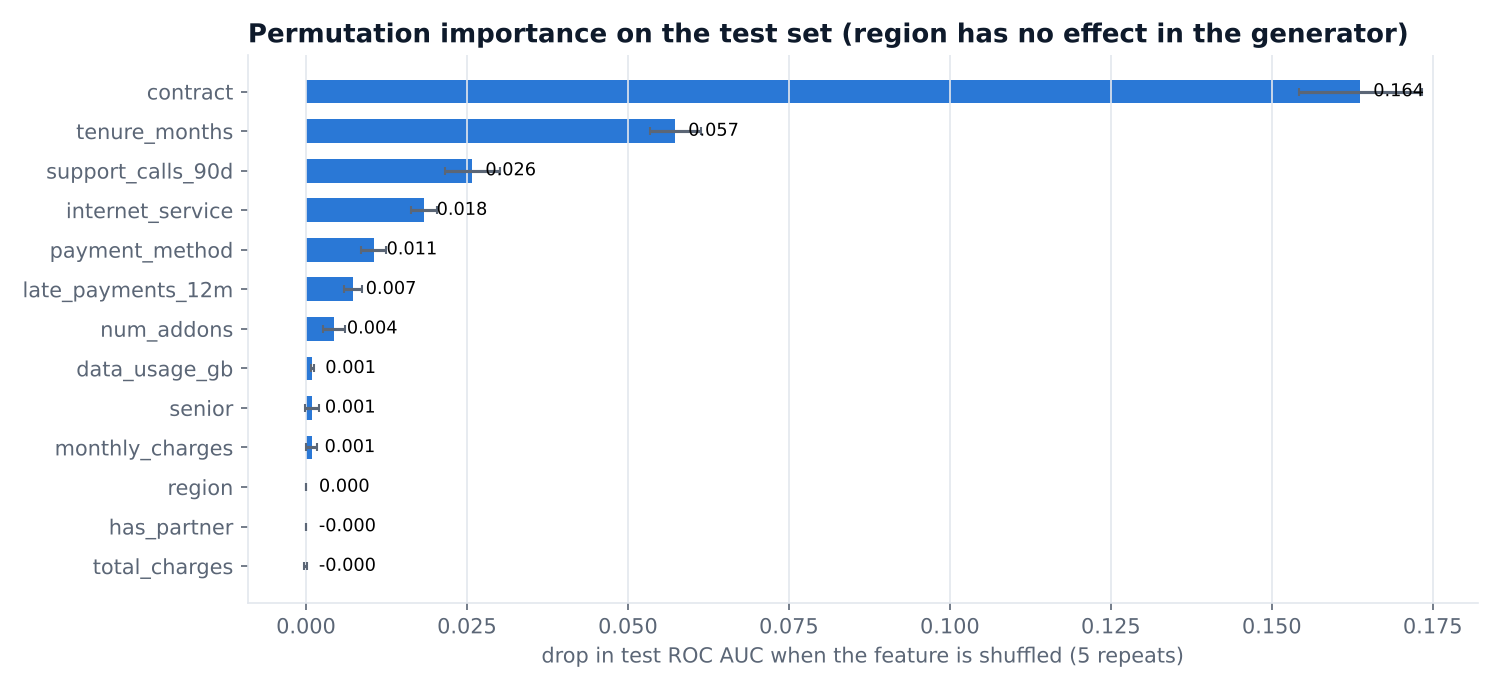 Permutation importance on the test set (region has no effect in the generator)
contract 0.164
tenure_months 0.057
support_calls_90d 0.026
internet_service 0.018
payment_method 0.011
late_payments_12m 0.007
num_addons 0.004
data_usage_gb 0.001
senior 0.001
monthly_charges 0.001
region 0.000
has_partner -0.000
total_charges -0.000
0.000 0.025 0.050 0.075 0.100 0.125 0.150 0.175
drop in test ROC AUC when the feature is shuffled (5 repeats)